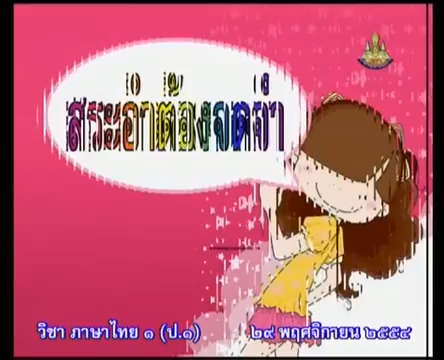 สระอำต้องจดจำ
วิชา ภาษาไทย ๑ (ป.๑)
๒๙ พฤศจิกายน ๒๕๕๔